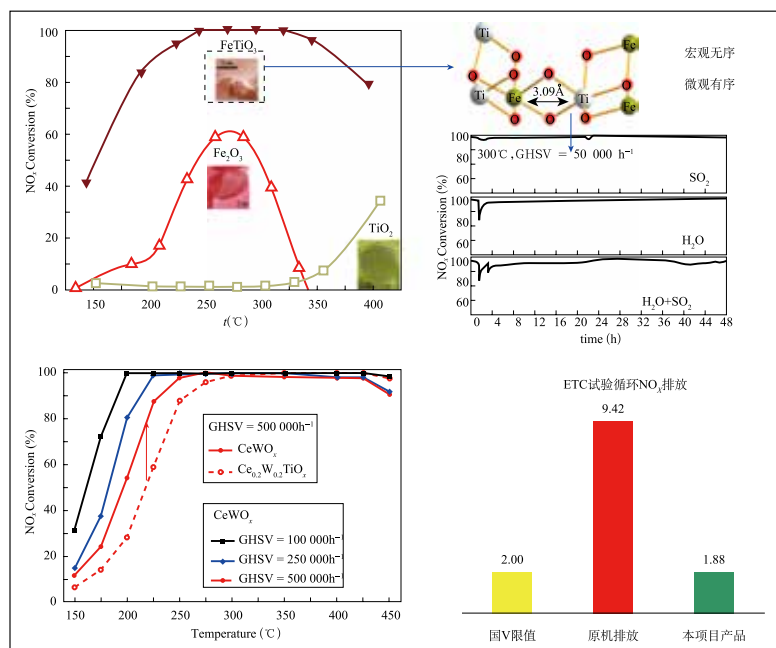 100
80
60
40
20
0
NOx Conversion (%)
FeTiO3
Fe2O3
TiO2
150
200
250
300
350
400
t(℃)
Ti
Fe
O
O
O
O
Ti
Fe
3.09Å
Ti
Fe
O
O
O
宏观无序
微观有序
100
80
60
300℃,GHSV = 50 000 h−1
SO2
100
80
60
H2O
100
80
60
H2O+SO2
NOx Conversion (%)
0 4 8 12 16 20 24 28 32 36 40 44 48
time (h)
100
80
60
40
20
0
NOx Conversion (%)
GHSV = 500 000h−1
CeWOx
Ce0.2W0.2TiOx
CeWOx
GHSV = 100 000h−1
GHSV = 250 000h−1
GHSV = 500 000h−1
150
200
250
300
350
400
450
Temperature(℃)
ETC试验循环NOX排放
2.00
9.42
1.88
国V限值
原机排放
本项目产品